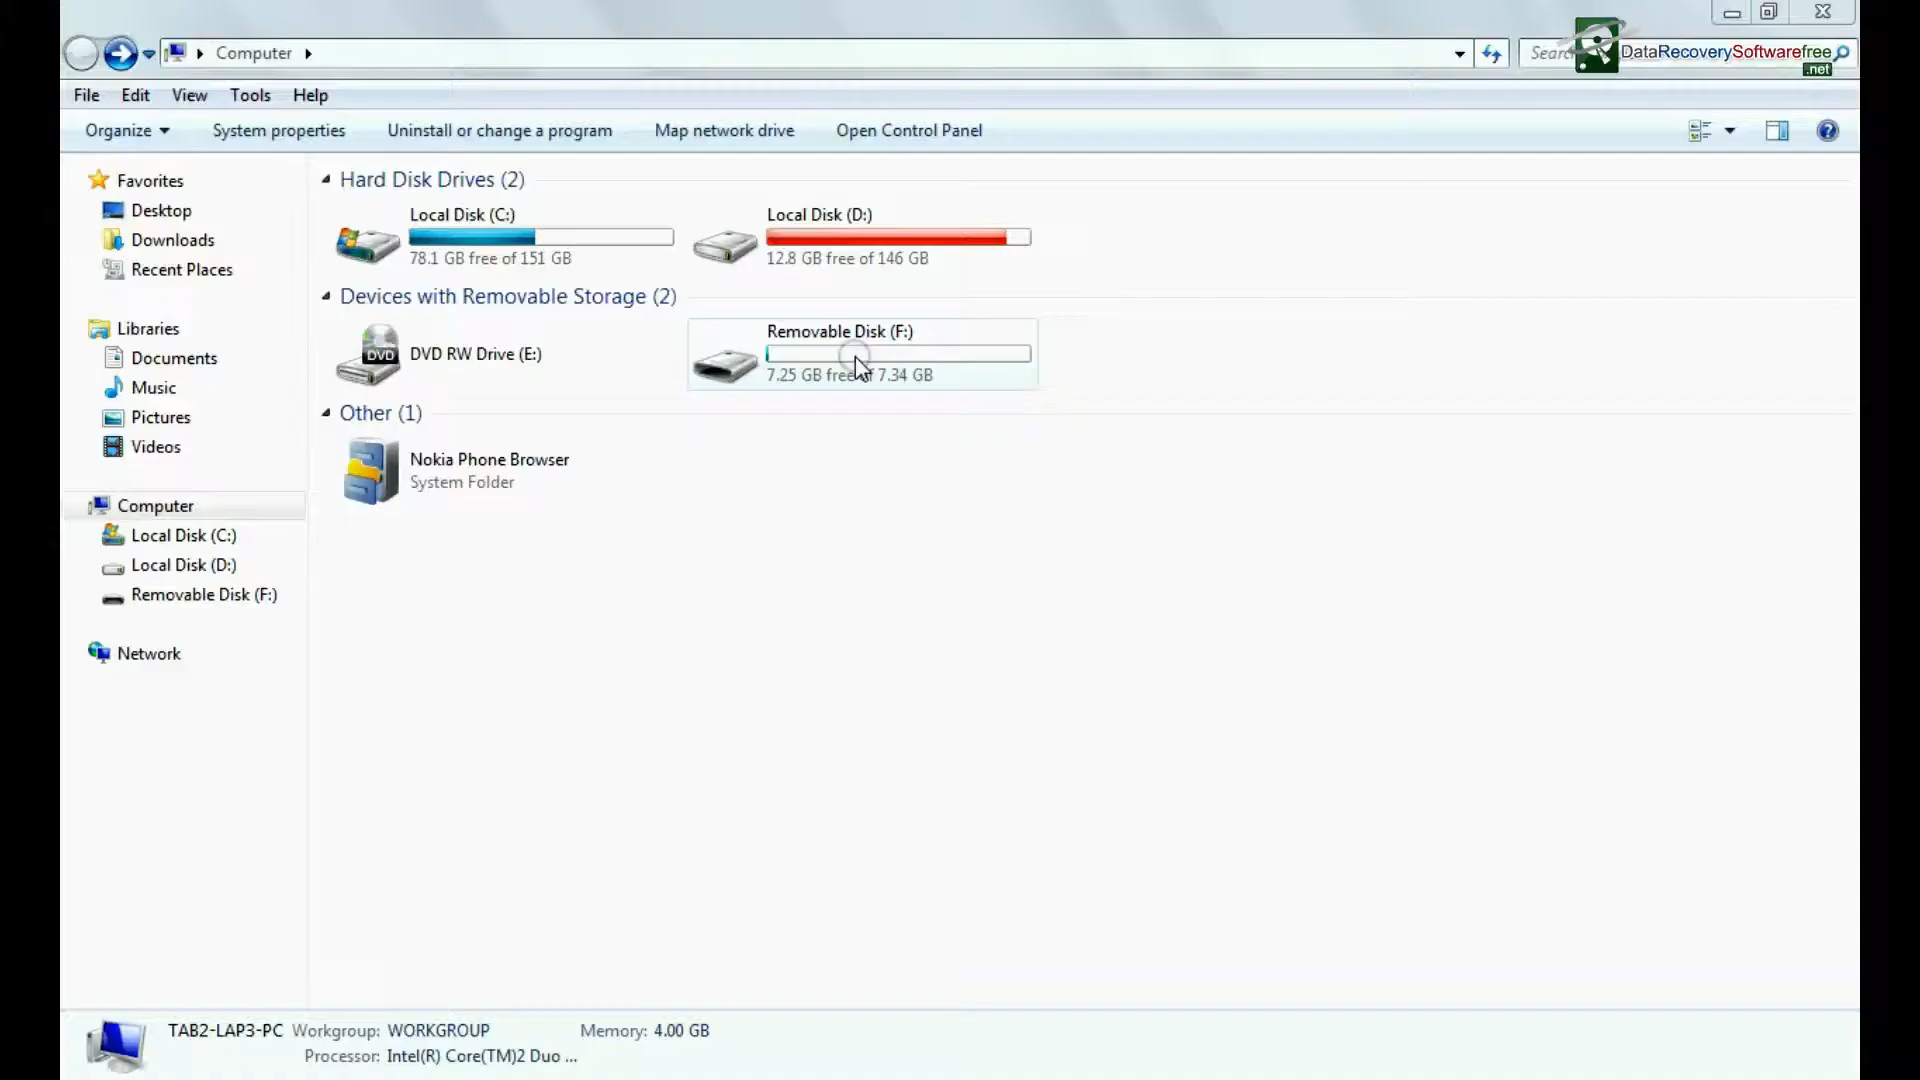 Computer
Search
DataRecoverySoftwarefree
.net
File Edit View Tools Help
Organize System properties Uninstall or change a program Map network drive Open Control Panel
Favorites
Desktop
Downloads
Recent Places
Libraries
Documents
Music
Pictures
Videos
Computer
Local Disk (C:)
Local Disk (D:)
Removable Disk (F:)
Network
Hard Disk Drives (2)
Local Disk (C:)
78.1 GB free of 151 GB
Local Disk (D:)
12.8 GB free of 146 GB
Devices with Removable Storage (2)
DVD
DVD RW Drive (E:)
Removable Disk (F:)
7.25 GB free of 7.34 GB
Other (1)
Nokia Phone Browser
System Folder
TAB2-LAP3-PC Workgroup: WORKGROUP Memory: 4.00 GB
Processor: Intel(R) Core(TM)2 Duo ...